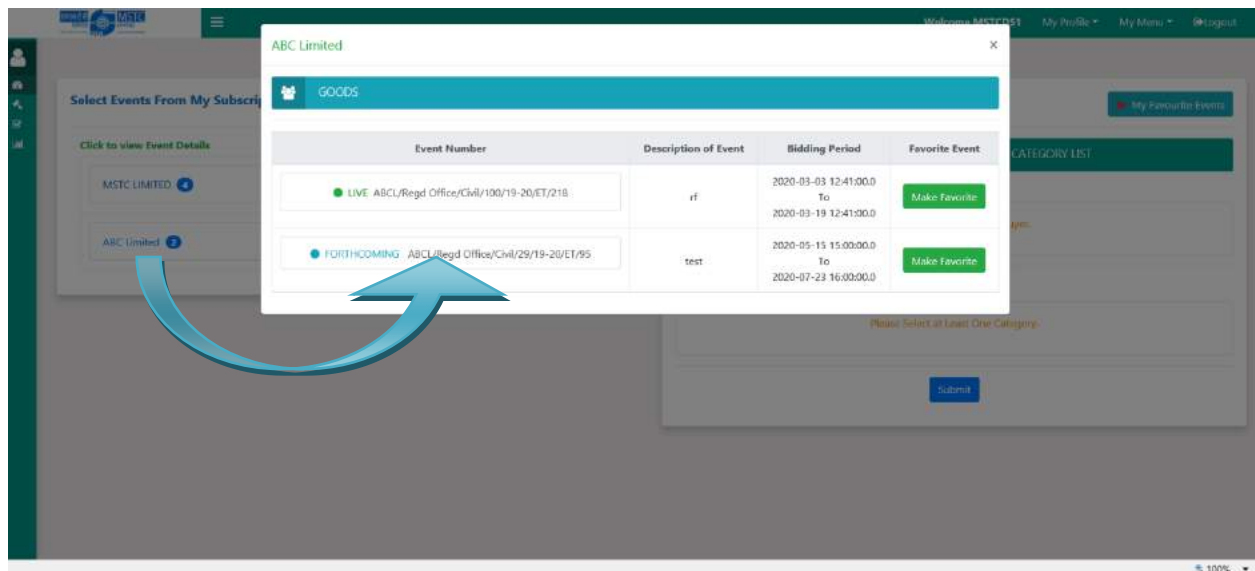 MSTC
Welcome MSTCD51 My Profile My Menu Logout
ABC Limited ×
GOODS
Select Events From My Subscrip
My Favourite Events
Click to view Event Details
CATEGORY LIST
Event Number Description of Event Bidding Period Favorite Event
MSTC LIMITED 4
LIVE ABCL/Regd Office/Civil/100/19-20/ET/218 rf 2020-03-03 12:41:00.0
To
2020-03-19 12:41:00.0 Make Favorite
ABC Limited 2
FORTHCOMING ABCL/Regd Office/Civil/29/19-20/ET/95 test 2020-05-15 15:00:00.0
To
2020-07-23 16:00:00.0 Make Favorite
Please Select at Least One Category.
Submit
100%